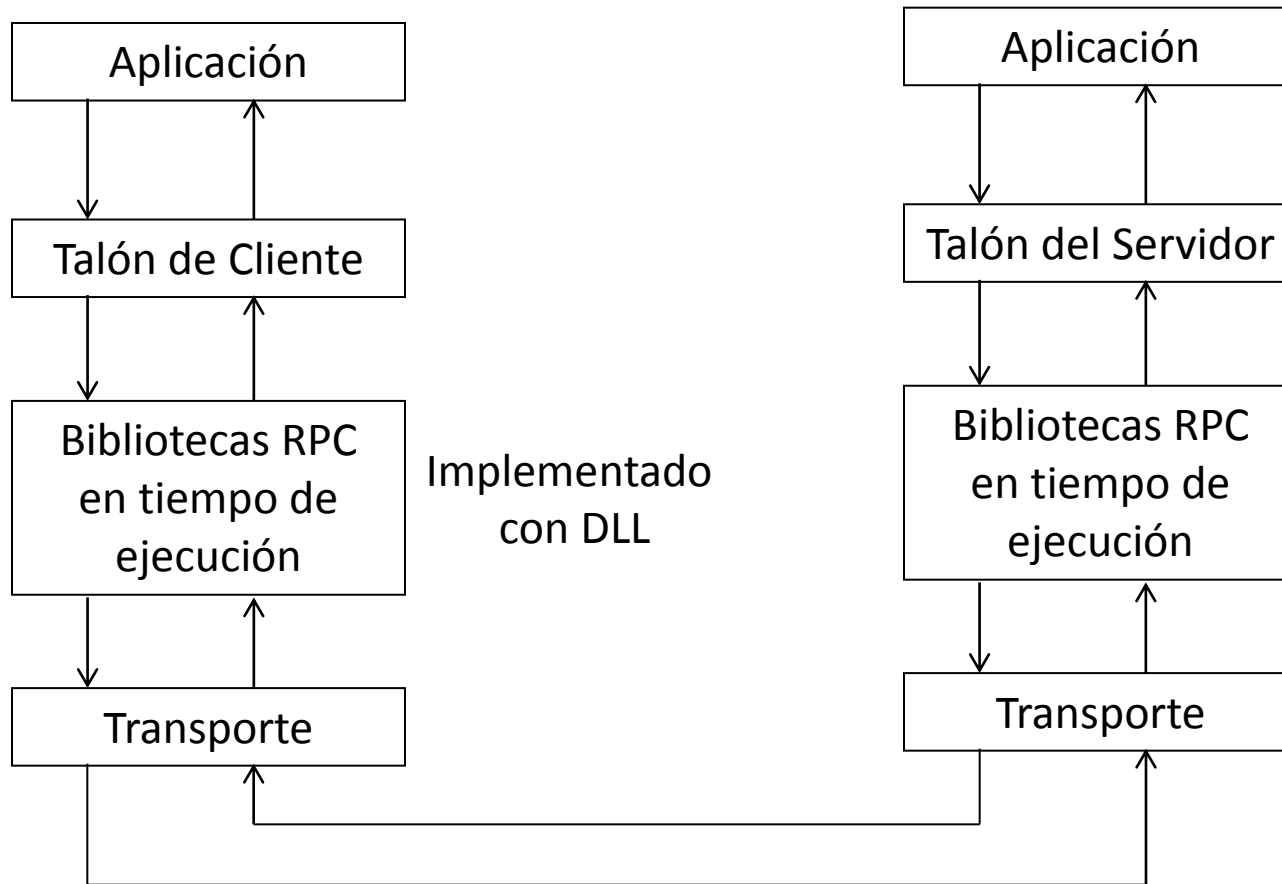 Aplicación
Talón de Cliente
Bibliotecas RPC
en tiempo de
ejecución
Transporte
Implementado
con DLL
Aplicación
Talón del Servidor
Bibliotecas RPC
en tiempo de
ejecución
Transporte